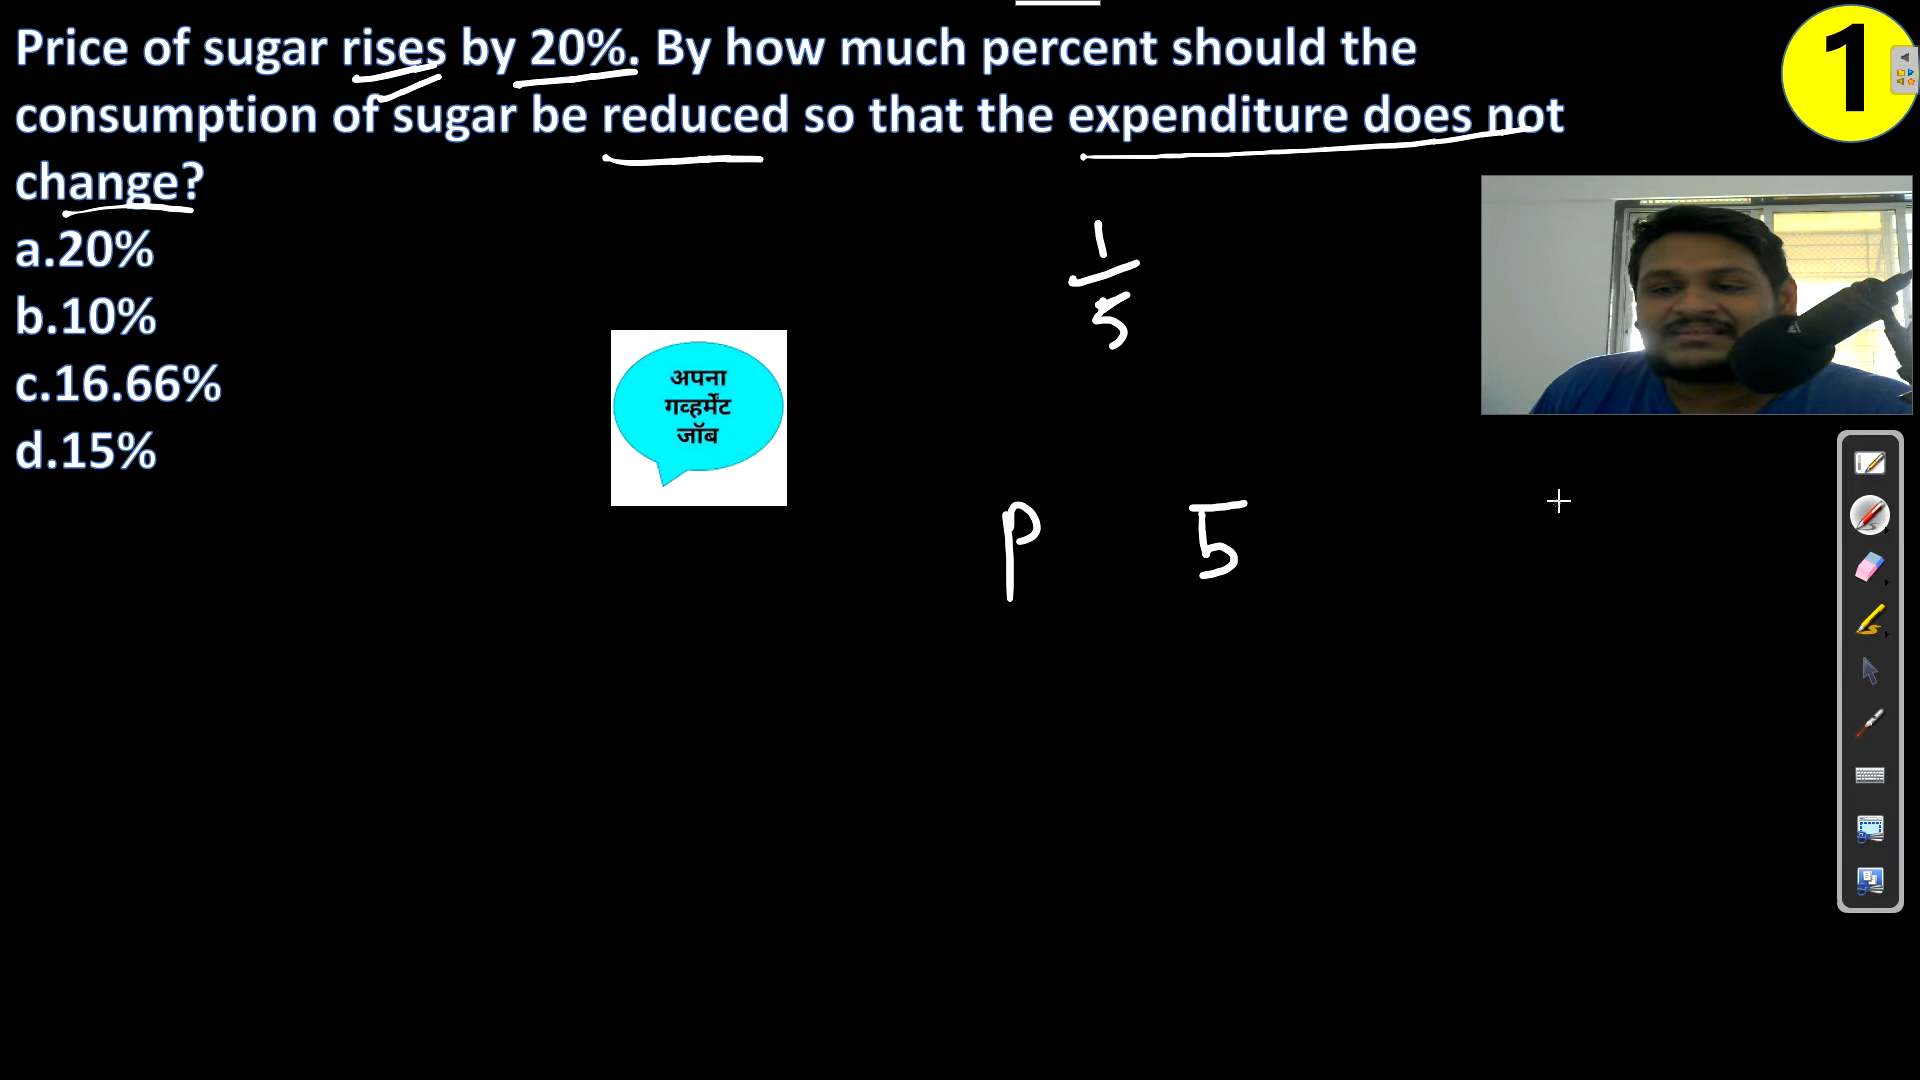 Price of sugar rises by 20%. By how much percent should the
consumption of sugar be reduced so that the expenditure does not
change?
a.20%
b.10%
c.16.66%
d.15%
1
अपना
गव्हर्मेंट
जॉब
1
5
P 5